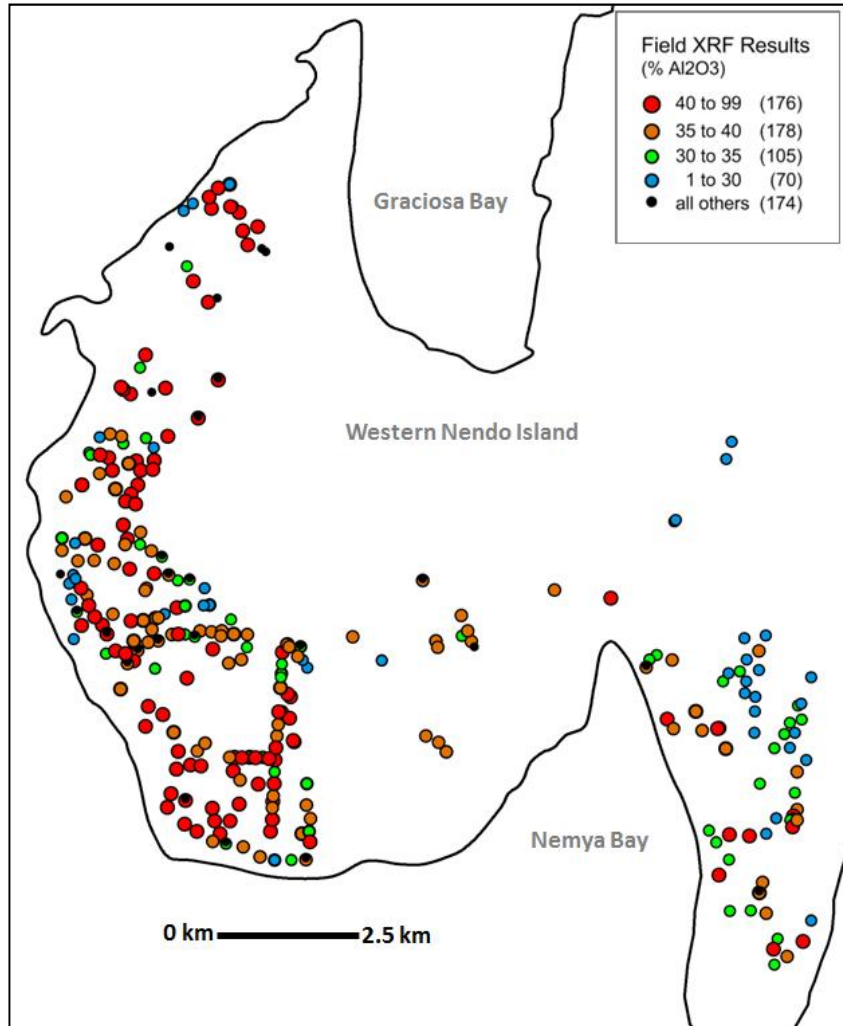 Field XRF Results
(% Al2O3)
40 to 99 (176)
35 to 40 (178)
30 to 35 (105)
1 to 30 (70)
all others (174)
Graciosa Bay
Western Nendo Island
Nemya Bay
0 km 2.5 km